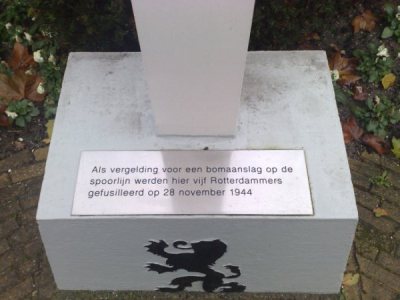 Als vergelding voor een bomaanslag op de
spoorlijn werden hier vijf Rotterdammers
gefusilleerd op 28 november 1944